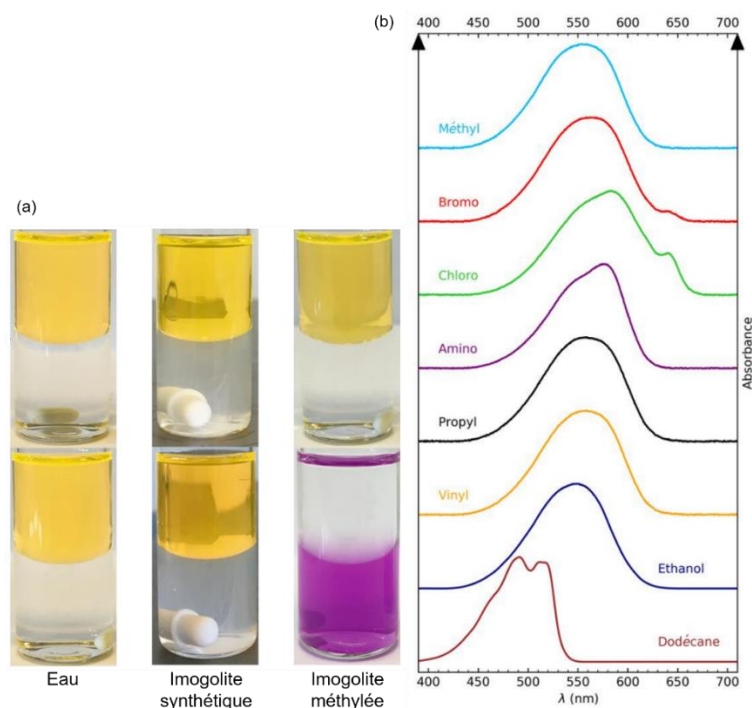 (a)
Eau
Imogolite
synthétique
Imogolite
méthylée
(b)
400 450 500 550 600 650 700
Méthyl
Bromo
Chloro
Amino
Propyl
Vinyl
Ethanol
Dodécane
Absorbance
400 450 500 550 600 650 700
λ (nm)